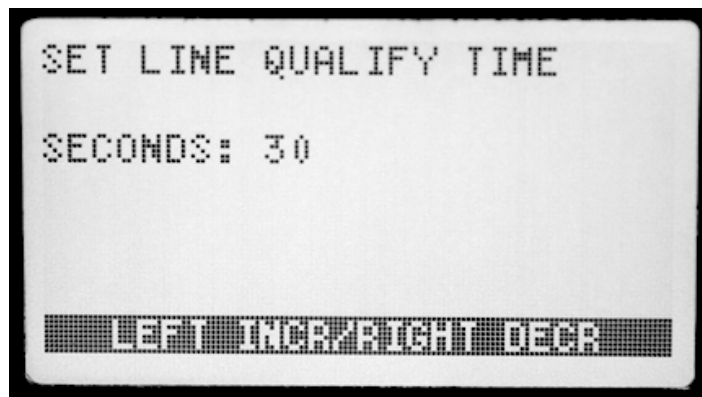 SET LINE QUALIFY TIME
SECONDS: 30
LEFT INCR/RIGHT DECR